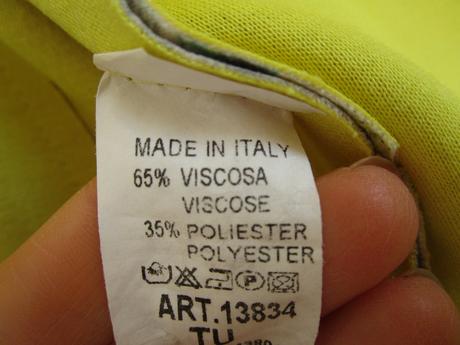 MADE IN ITALY
65% VISCOSA
VISCOSE
35% POLIESTER
POLYESTER
ART.13834
TU